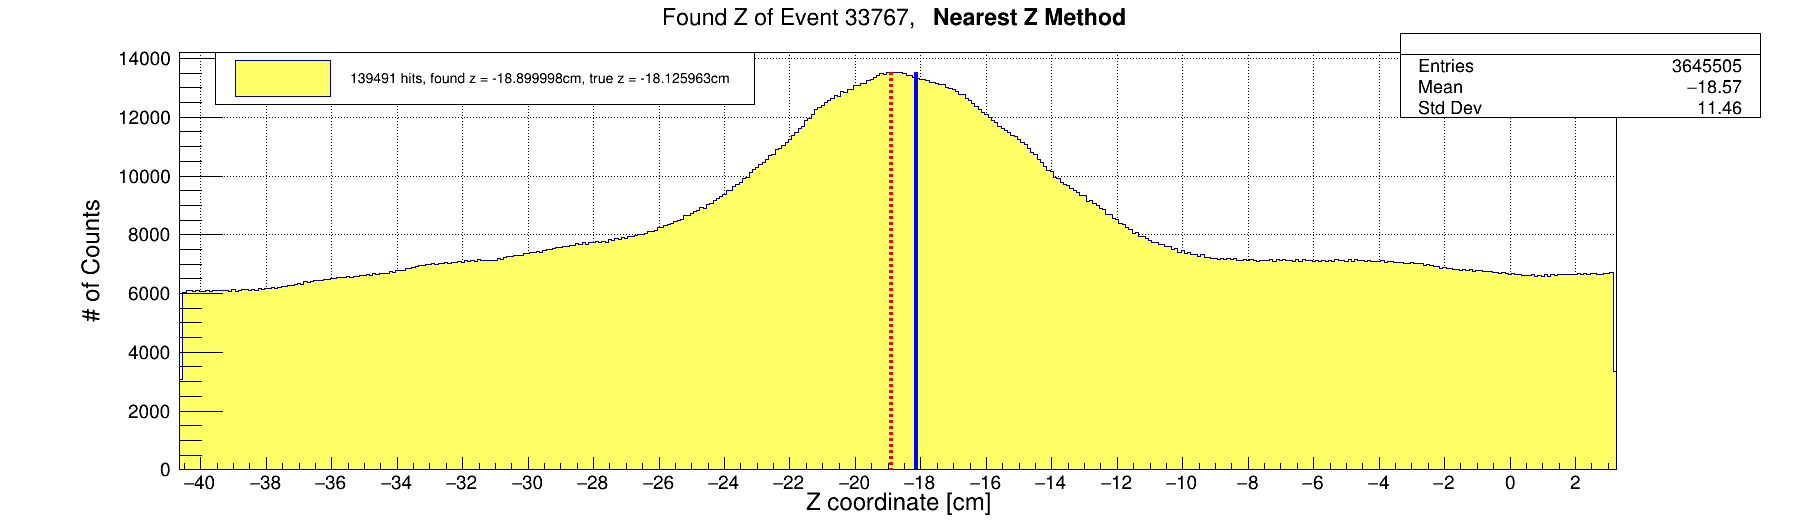 Found Z of Event 33767, Nearest Z Method
139491 hits, found z = -18.899998cm, true z = -18.125963cm
Entries 3645505
Mean −18.57
Std Dev 11.46
14000
12000
10000
8000
6000
4000
2000
0
# of Counts
−40 −38 −36 −34 −32 −30 −28 −26 −24 −22 −20 −18 −16 −14 −12 −10 −8 −6 −4 −2 0 2
Z coordinate [cm]